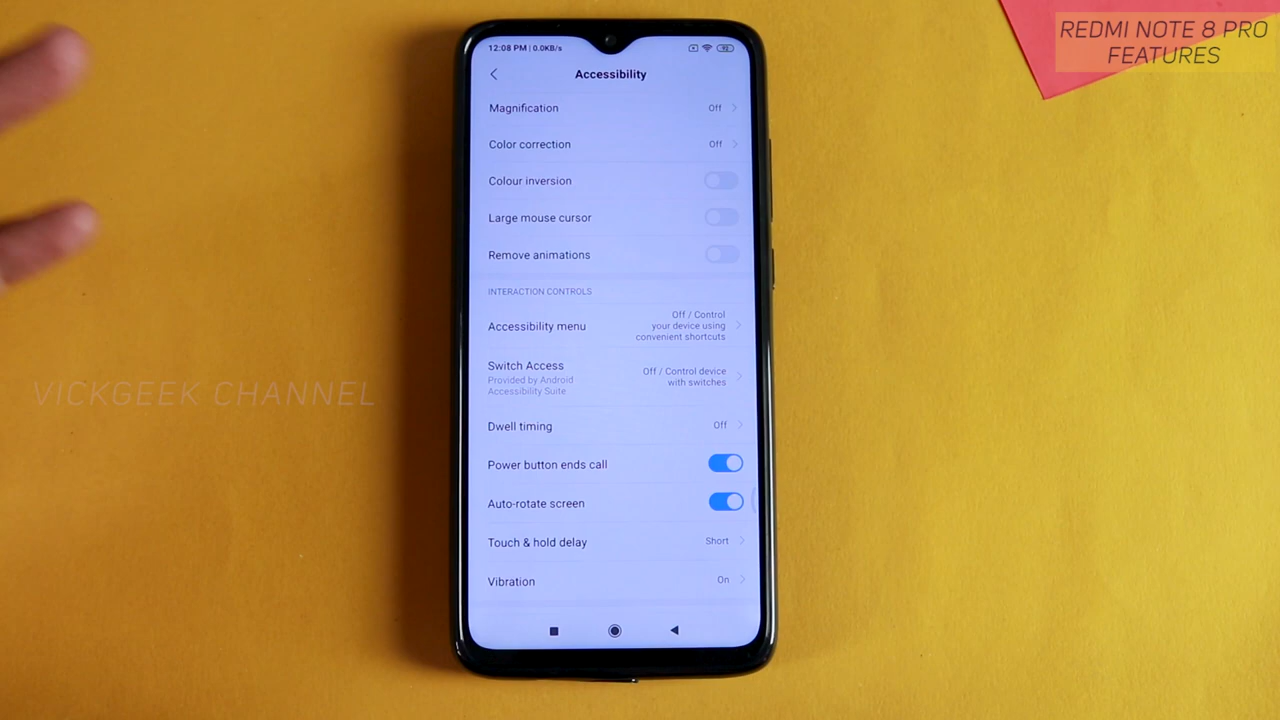 REDMI NOTE 8 PRO
FEATURES
12:08 PM | 0.0KB/s
92
Accessibility
Magnification Off
Color correction Off
Colour inversion
Large mouse cursor
Remove animations
INTERACTION CONTROLS
Accessibility menu
Off / Control
your device using
convenient shortcuts
Switch Access
Provided by Android
Accessibility Suite
Off / Control device
with switches
VICKGEEK CHANNEL
Dwell timing Off
Power button ends call
Auto-rotate screen
Touch & hold delay Short
Vibration On